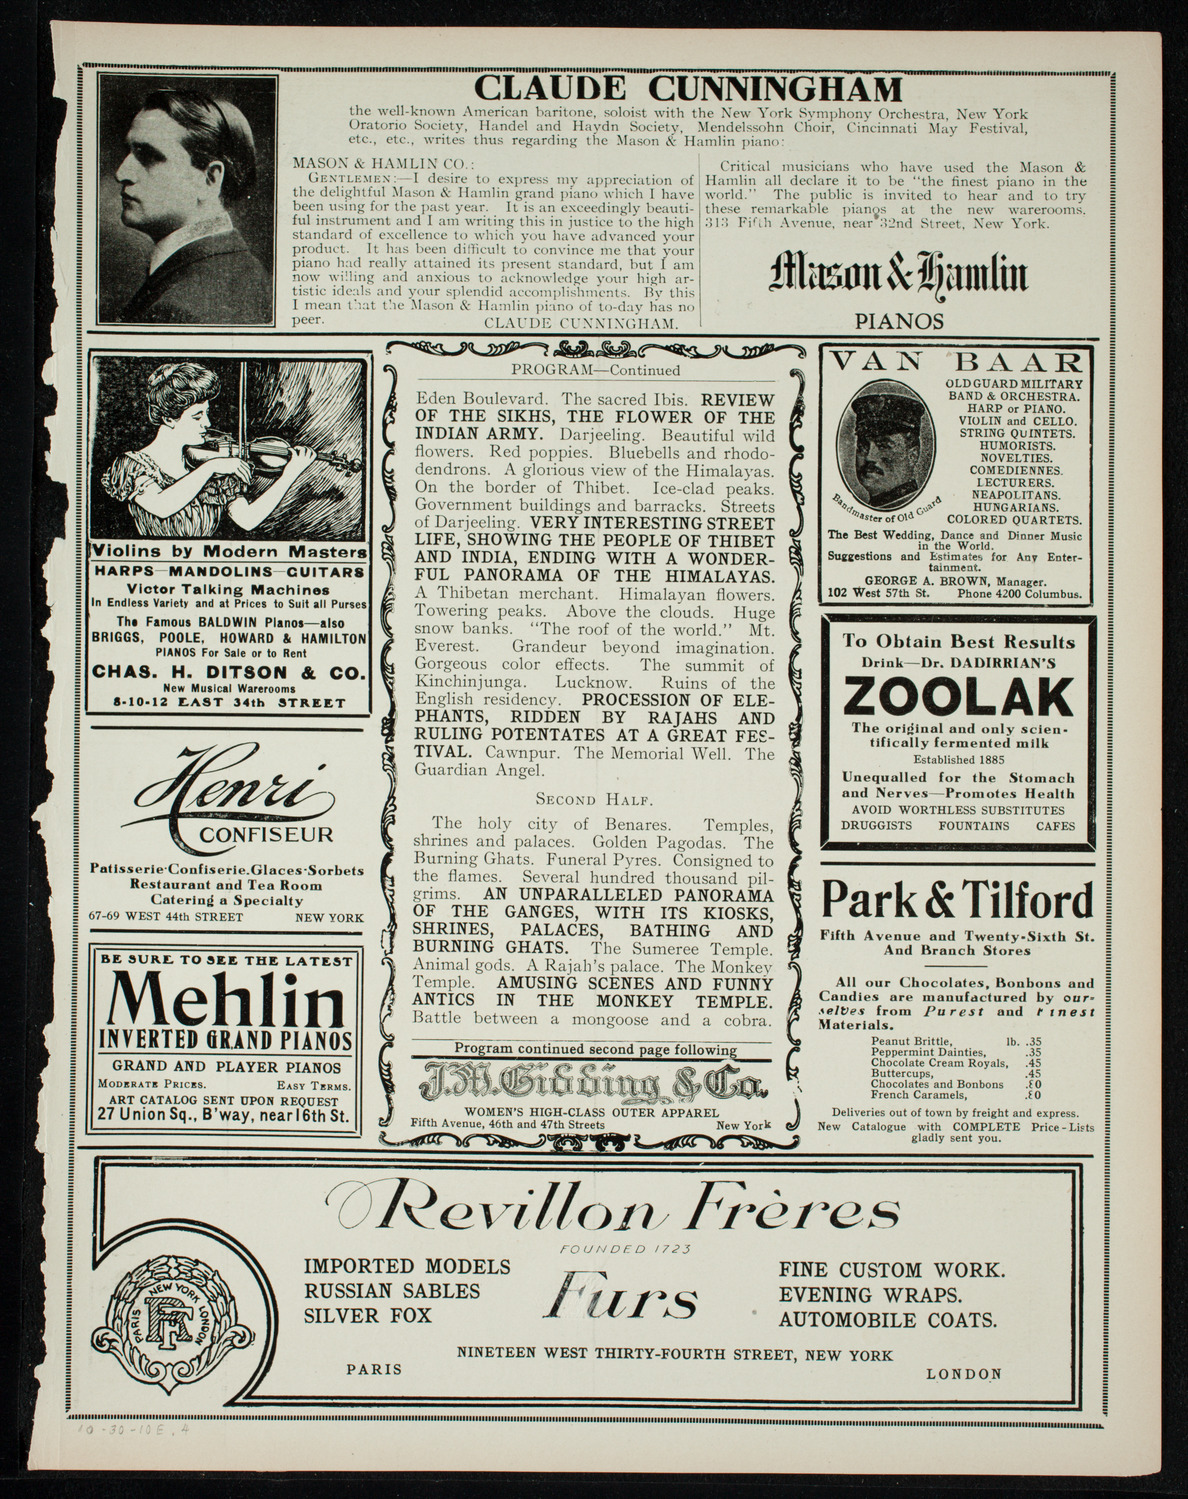 CLAUDE CUNNINGHAM
the well-known American baritone, soloist with the New York Symphony Orchestra, New York
Oratorio Society, Handel and Haydn Society, Mendelssohn Choir, Cincinnati May Festival,
etc., etc., writes thus regarding the Mason & Hamlin piano:
MASON & HAMLIN CO.:
GENTLEMEN:—I desire to express my appreciation of
the delightful Mason & Hamlin grand piano which I have
been using for the past year. It is an exceedingly beauti-
ful instrument and I am writing this in justice to the high
standard of excellence to which you have advanced your
product. It has been difficult to convince me that your
piano had really attained its present standard, but I am
now willing and anxious to acknowledge your high ar-
tistic ideals and your splendid accomplishments. By this
I mean that the Mason & Hamlin piano of to-day has no
peer. CLAUDE CUNNINGHAM.
Critical musicians who have used the Mason &
Hamlin all declare it to be "the finest piano in the
world." The public is invited to hear and to try
these remarkable pianos at the new warerooms.
313 Fifth Avenue, near 32nd Street, New York.
Mason & Hamlin
PIANOS
Violins by Modern Masters
HARPS MANDOLINS GUITARS
Victor Talking Machines
In Endless Variety and at Prices to Suit all Purses
The Famous BALDWIN Pianos—also
BRIGGS, POOLE, HOWARD & HAMILTON
PIANOS For Sale or to Rent
CHAS. H. DITSON & CO.
New Musical Warerooms
8-10-12 EAST 34th STREET
Henri
CONFISEUR
Patisserie·Confiserie.Glaces·Sorbets
Restaurant and Tea Room
Catering a Specialty
67-69 WEST 44th STREET NEW YORK
BE SURE TO SEE THE LATEST
Mehlin
INVERTED GRAND PIANOS
GRAND AND PLAYER PIANOS
MODERATE PRICES. EASY TERMS.
ART CATALOG SENT UPON REQUEST
27 Union Sq., B'way, near 16th St.
PROGRAM—Continued
Eden Boulevard. The sacred Ibis. REVIEW
OF THE SIKHS, THE FLOWER OF THE
INDIAN ARMY. Darjeeling. Beautiful wild
flowers. Red poppies. Bluebells and rhodo-
dendrons. A glorious view of the Himalayas.
On the border of Thibet. Ice-clad peaks.
Government buildings and barracks. Streets
of Darjeeling. VERY INTERESTING STREET
LIFE, SHOWING THE PEOPLE OF THIBET
AND INDIA, ENDING WITH A WONDER-
FUL PANORAMA OF THE HIMALAYAS.
A Thibetan merchant. Himalayan flowers.
Towering peaks. Above the clouds. Huge
snow banks. "The roof of the world." Mt.
Everest. Grandeur beyond imagination.
Gorgeous color effects. The summit of
Kinchinjunga. Lucknow. Ruins of the
English residency. PROCESSION OF ELE-
PHANTS, RIDDEN BY RAJAHS AND
RULING POTENTATES AT A GREAT FES-
TIVAL. Cawnpur. The Memorial Well. The
Guardian Angel.
SECOND HALF.
The holy city of Benares. Temples,
shrines and palaces. Golden Pagodas. The
Burning Ghats. Funeral Pyres. Consigned to
the flames. Several hundred thousand pil-
grims. AN UNPARALLELED PANORAMA
OF THE GANGES, WITH ITS KIOSKS,
SHRINES, PALACES, BATHING AND
BURNING GHATS. The Sumeree Temple.
Animal gods. A Rajah's palace. The Monkey
Temple. AMUSING SCENES AND FUNNY
ANTICS IN THE MONKEY TEMPLE.
Battle between a mongoose and a cobra.
Program continued second page following
J.M. Gidding & Co.
WOMEN'S HIGH-CLASS OUTER APPAREL
Fifth Avenue, 46th and 47th Streets New York
VAN BAAR
Bandmaster of Old Guard
OLD GUARD MILITARY
BAND & ORCHESTRA.
HARP or PIANO.
VIOLIN and CELLO.
STRING QUINTETS.
HUMORISTS.
NOVELTIES.
COMEDIENNES.
LECTURERS.
NEAPOLITANS.
HUNGARIANS.
COLORED QUARTETS.
The Best Wedding, Dance and Dinner Music
in the World.
Suggestions and Estimates for Any Enter-
tainment.
GEORGE A. BROWN, Manager.
102 West 57th St. Phone 4200 Columbus.
To Obtain Best Results
Drink—Dr. DADIRRIAN'S
ZOOLAK
The original and only scien-
tifically fermented milk
Established 1885
Unequalled for the Stomach
and Nerves—Promotes Health
AVOID WORTHLESS SUBSTITUTES
DRUGGISTS FOUNTAINS CAFES
Park & Tilford
Fifth Avenue and Twenty-Sixth St.
And Branch Stores
All our Chocolates, Bonbons and
Candies are manufactured by our-
selves from Purest and Finest
Materials.
Peanut Brittle, lb. .35
Peppermint Dainties, .35
Chocolate Cream Royals, .45
Buttercups, .45
Chocolates and Bonbons .80
French Caramels, .80
Deliveries out of town by freight and express.
New Catalogue with COMPLETE Price-Lists
gladly sent you.
Revillon Frères
FOUNDED 1723
IMPORTED MODELS
RUSSIAN SABLES
SILVER FOX
Furs
FINE CUSTOM WORK.
EVENING WRAPS.
AUTOMOBILE COATS.
NINETEEN WEST THIRTY-FOURTH STREET, NEW YORK
PARIS LONDON
PARIS NEW YORK LONDON
RF
10-30-10E.4